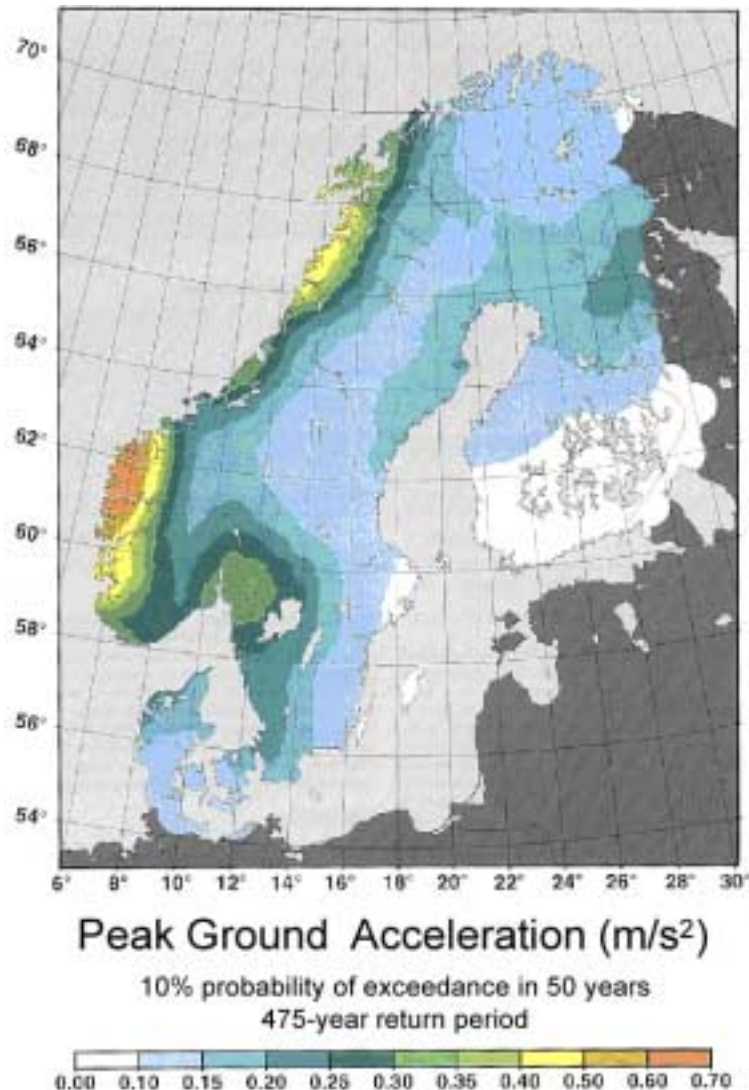 70°
68°
66°
64°
62°
60°
58°
56°
54°
6° 8° 10° 12° 14° 16° 18° 20° 22° 24° 26° 28° 30°
Peak Ground Acceleration (m/s²)
10% probability of exceedance in 50 years
475-year return period
0.00 0.10 0.15 0.20 0.25 0.30 0.35 0.40 0.50 0.60 0.70